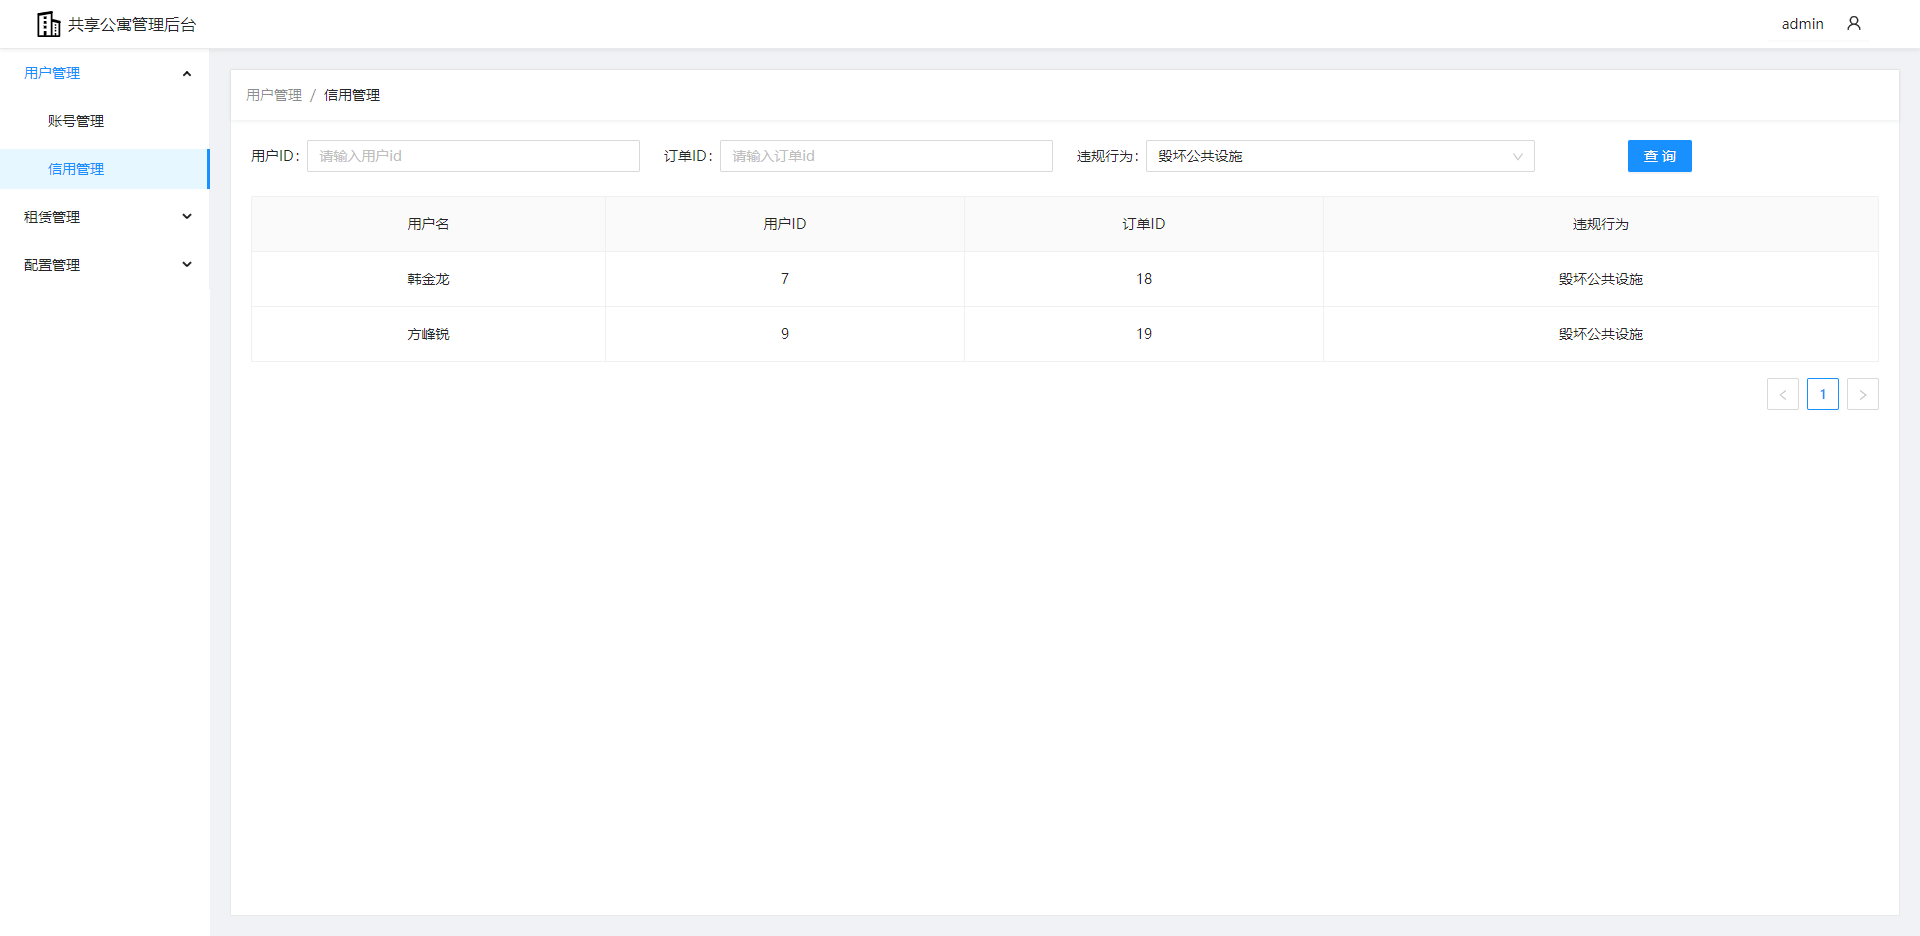 共享公寓管理后台
admin
用户管理
账号管理
信用管理
租赁管理
配置管理
用户管理 / 信用管理
用户ID: 请输入用户id 订单ID: 请输入订单id 违规行为: 毁坏公共设施 查 询
用户名 用户ID 订单ID 违规行为
韩金龙 7 18 毁坏公共设施
方峰锐 9 19 毁坏公共设施
< 1 >